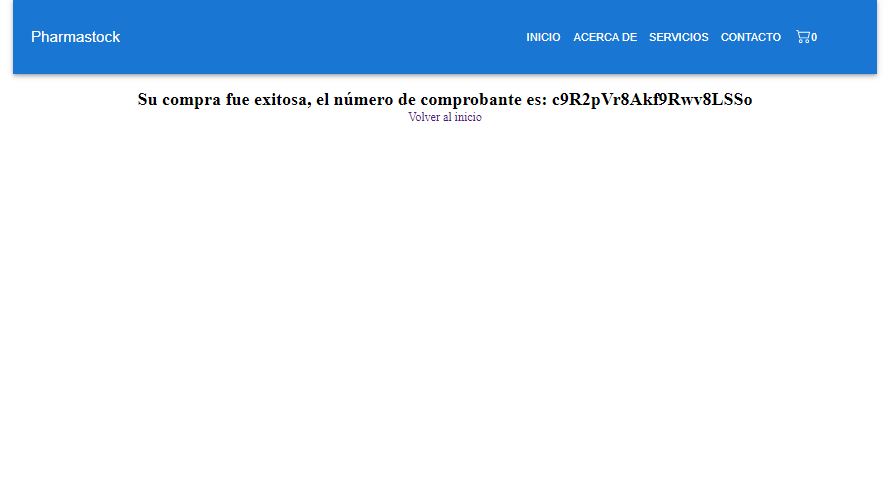 Pharmastock INICIO ACERCA DE SERVICIOS CONTACTO 0
Su compra fue exitosa, el número de comprobante es: c9R2pVr8Akf9Rwv8LSSo
Volver al inicio